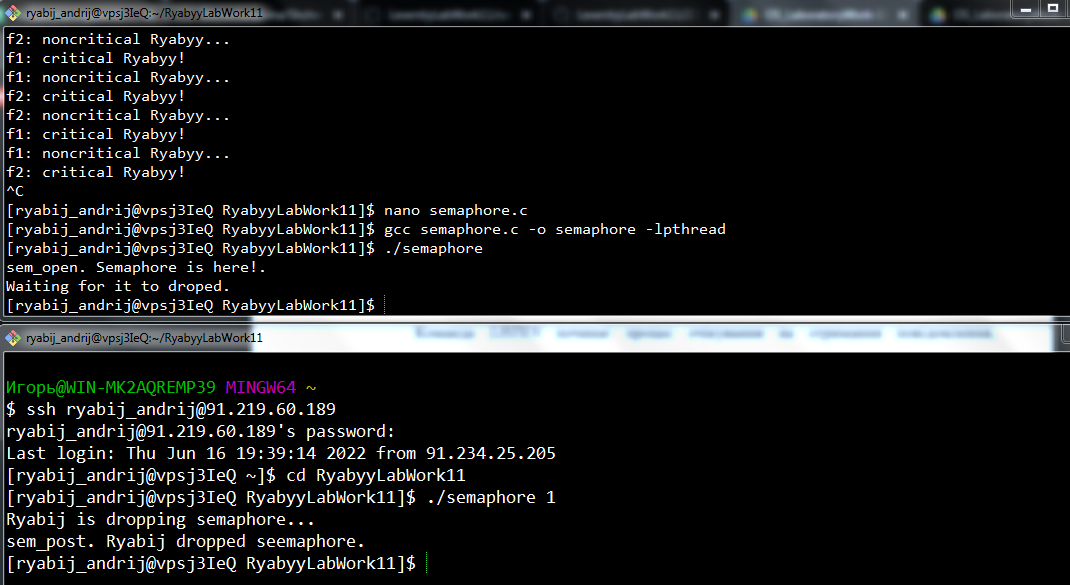 ryabij_andrij@vpsj3IeQ:~/RyabyyLabWork11
f2: noncritical Ryabyy...
f1: critical Ryabyy!
f1: noncritical Ryabyy...
f2: critical Ryabyy!
f2: noncritical Ryabyy...
f1: critical Ryabyy!
f1: noncritical Ryabyy...
f2: critical Ryabyy!
^C
[ryabij_andrij@vpsj3IeQ RyabyyLabWork11]$ nano semaphore.c
[ryabij_andrij@vpsj3IeQ RyabyyLabWork11]$ gcc semaphore.c -o semaphore -lpthread
[ryabij_andrij@vpsj3IeQ RyabyyLabWork11]$ ./semaphore
sem_open. Semaphore is here!.
Waiting for it to droped.
[ryabij_andrij@vpsj3IeQ RyabyyLabWork11]$
ryabij_andrij@vpsj3IeQ:~/RyabyyLabWork11
Игорь@WIN-MK2AQREMP39 MINGW64 ~
$ ssh ryabij_andrij@91.219.60.189
ryabij_andrij@91.219.60.189's password:
Last login: Thu Jun 16 19:39:14 2022 from 91.234.25.205
[ryabij_andrij@vpsj3IeQ ~]$ cd RyabyyLabWork11
[ryabij_andrij@vpsj3IeQ RyabyyLabWork11]$ ./semaphore 1
Ryabij is dropping semaphore...
sem_post. Ryabij dropped seemaphore.
[ryabij_andrij@vpsj3IeQ RyabyyLabWork11]$